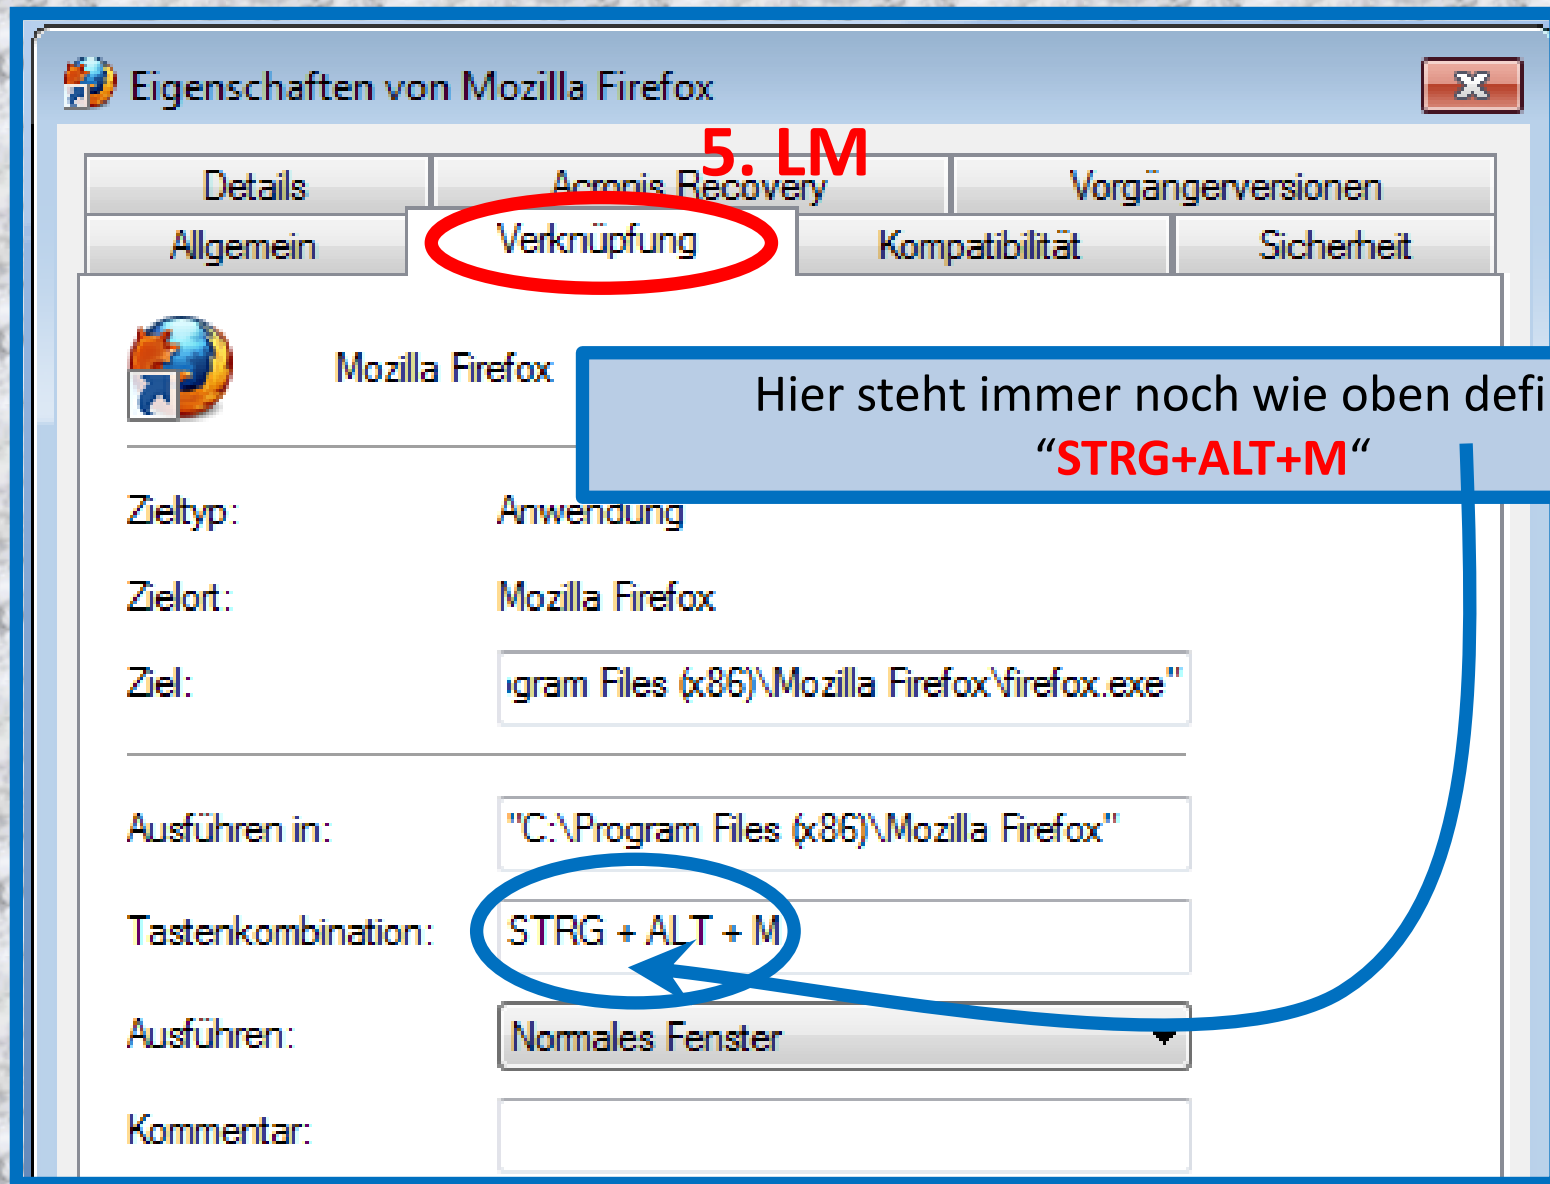 Eigenschaften von Mozilla Firefox
5. LM
Details Acronis Recovery Vorgängerversionen
Allgemein Verknüpfung Kompatibilität Sicherheit
Mozilla Firefox
Hier steht immer noch wie oben defi
“STRG+ALT+M“
Zieltyp: Anwendung
Zielort: Mozilla Firefox
Ziel: gram Files (x86)\Mozilla Firefox\firefox.exe"
Ausführen in: "C:\Program Files (x86)\Mozilla Firefox"
Tastenkombination: STRG + ALT + M
Ausführen: Normales Fenster
Kommentar: